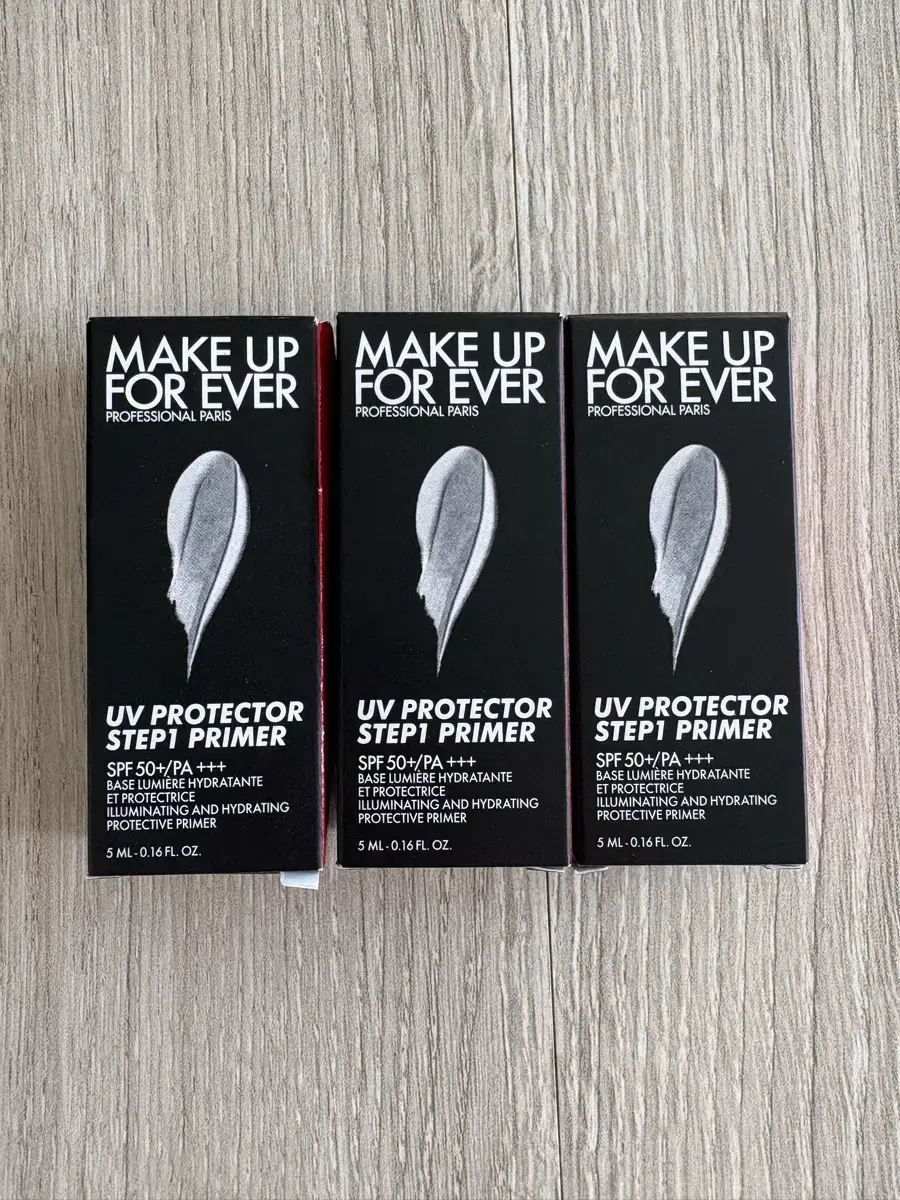 MAKE UP
FOR EVER
PROFESSIONAL PARIS
UV PROTECTOR
STEP1 PRIMER
SPF 50+/PA +++
BASE LUMIÈRE HYDRATANTE
ET PROTECTRICE
ILLUMINATING AND HYDRATING
PROTECTIVE PRIMER
5 ML - 0.16 FL. OZ.
MAKE UP
FOR EVER
PROFESSIONAL PARIS
UV PROTECTOR
STEP1 PRIMER
SPF 50+/PA +++
BASE LUMIÈRE HYDRATANTE
ET PROTECTRICE
ILLUMINATING AND HYDRATING
PROTECTIVE PRIMER
5 ML - 0.16 FL. OZ.
MAKE UP
FOR EVER
PROFESSIONAL PARIS
UV PROTECTOR
STEP1 PRIMER
SPF 50+/PA +++
BASE LUMIÈRE HYDRATANTE
ET PROTECTRICE
ILLUMINATING AND HYDRATING
PROTECTIVE PRIMER
5 ML - 0.16 FL. OZ.